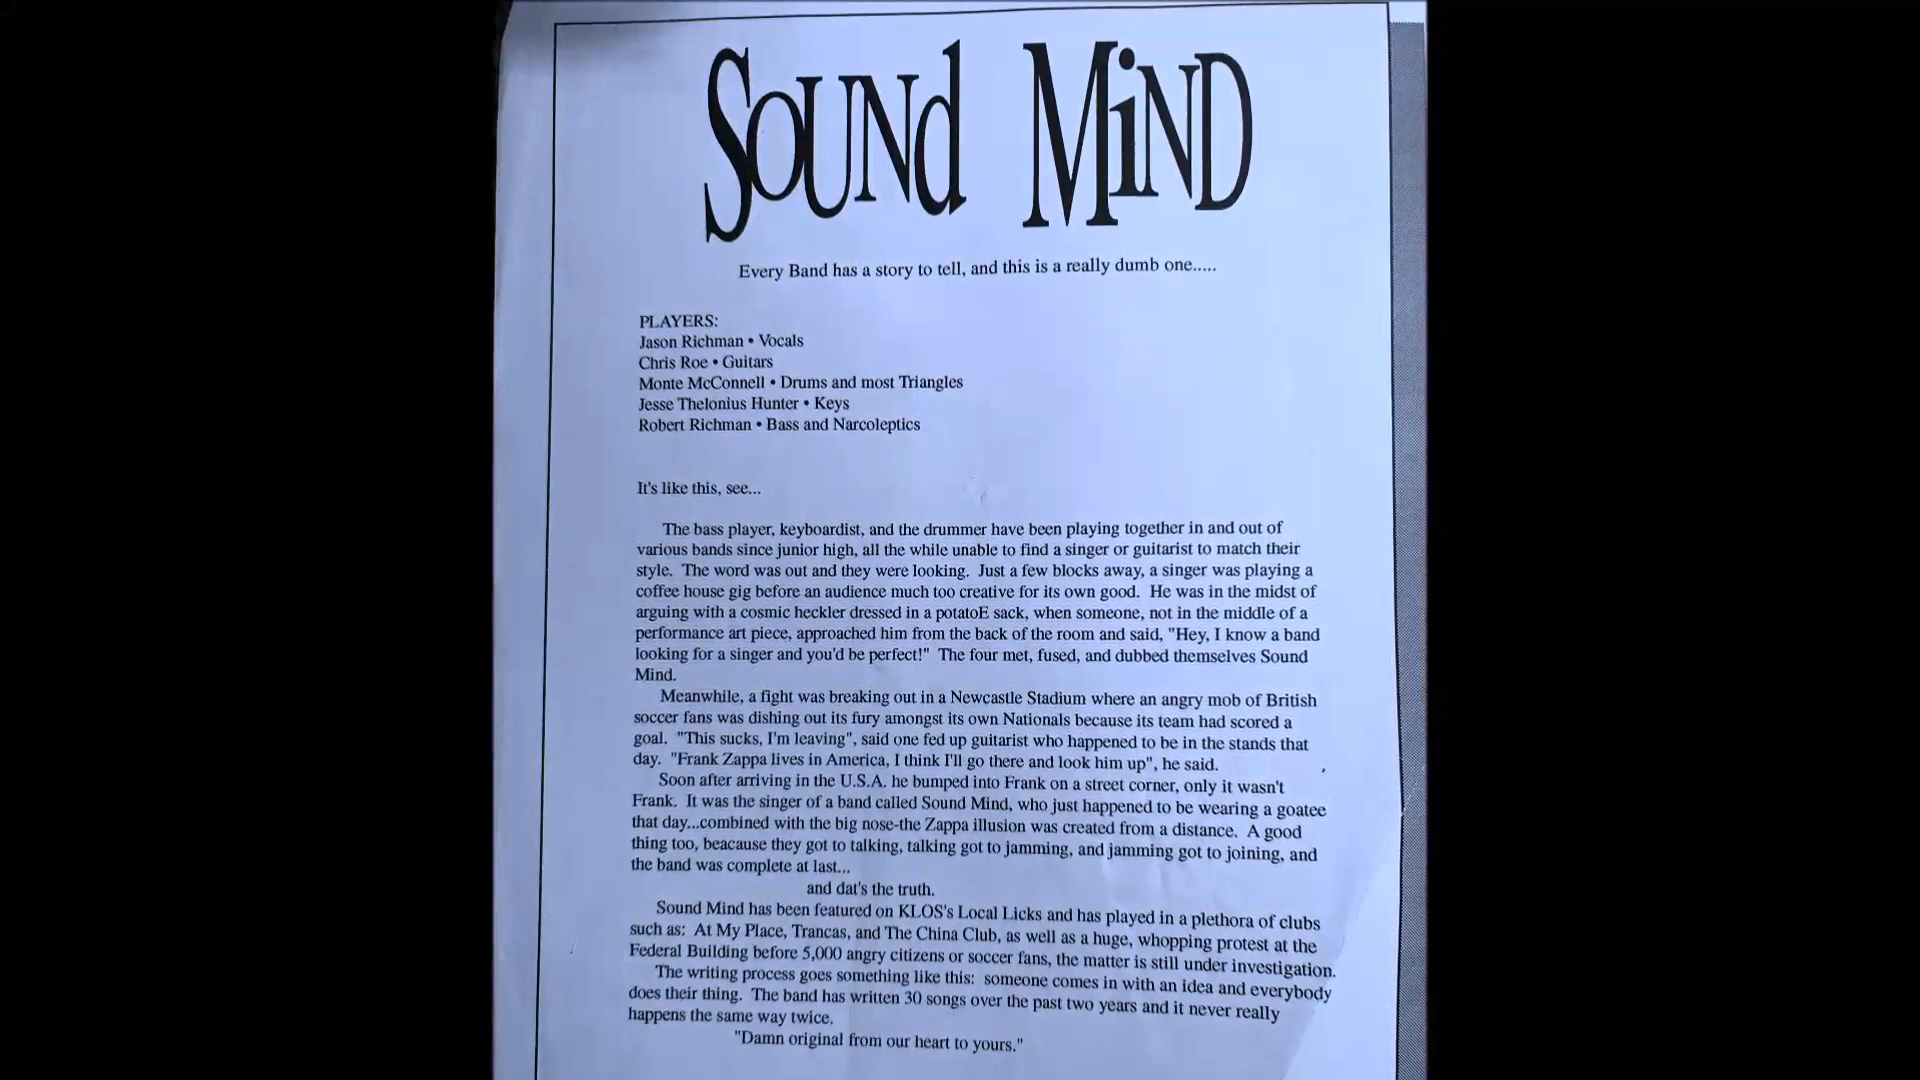 SOUNd MiND
Every Band has a story to tell, and this is a really dumb one.....
PLAYERS:
Jason Richman • Vocals
Chris Roe • Guitars
Monte McConnell • Drums and most Triangles
Jesse Thelonius Hunter • Keys
Robert Richman • Bass and Narcoleptics
It's like this, see...
The bass player, keyboardist, and the drummer have been playing together in and out of
various bands since junior high, all the while unable to find a singer or guitarist to match their
style.  The word was out and they were looking.  Just a few blocks away, a singer was playing a
coffee house gig before an audience much too creative for its own good.  He was in the midst of
arguing with a cosmic heckler dressed in a potatoE sack, when someone, not in the middle of a
performance art piece, approached him from the back of the room and said, "Hey, I know a band
looking for a singer and you'd be perfect!"  The four met, fused, and dubbed themselves Sound
Mind.
Meanwhile, a fight was breaking out in a Newcastle Stadium where an angry mob of British
soccer fans was dishing out its fury amongst its own Nationals because its team had scored a
goal.  "This sucks, I'm leaving", said one fed up guitarist who happened to be in the stands that
day.  "Frank Zappa lives in America, I think I'll go there and look him up", he said.
Soon after arriving in the U.S.A. he bumped into Frank on a street corner, only it wasn't
Frank.  It was the singer of a band called Sound Mind, who just happened to be wearing a goatee
that day...combined with the big nose-the Zappa illusion was created from a distance.  A good
thing too, beacause they got to talking, talking got to jamming, and jamming got to joining, and
the band was complete at last...
and dat's the truth.
Sound Mind has been featured on KLOS's Local Licks and has played in a plethora of clubs
such as:  At My Place, Trancas, and The China Club, as well as a huge, whopping protest at the
Federal Building before 5,000 angry citizens or soccer fans, the matter is still under investigation.
The writing process goes something like this:  someone comes in with an idea and everybody
does their thing.  The band has written 30 songs over the past two years and it never really
happens the same way twice.
"Damn original from our heart to yours."